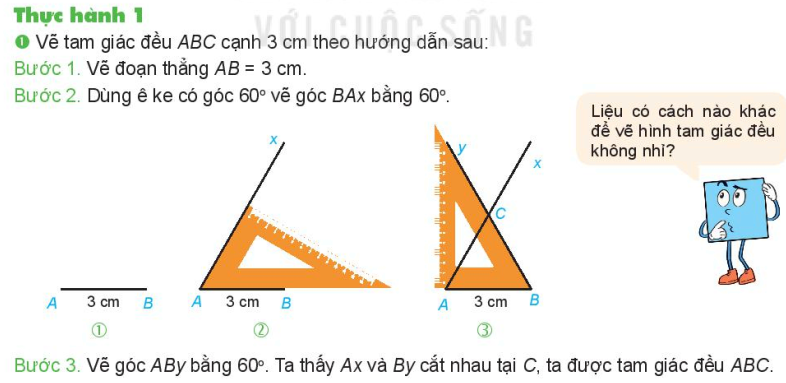 Thực hành 1
VỚI CUỘC SỐNG
❶ Vẽ tam giác đều ABC cạnh 3 cm theo hướng dẫn sau:
Bước 1. Vẽ đoạn thẳng AB = 3 cm.
Bước 2. Dùng ê ke có góc 60° vẽ góc BAx bằng 60°.
Liệu có cách nào khác
để vẽ hình tam giác đều
không nhỉ?
A 3 cm B
①
x
A 3 cm B
②
y
x
C
A 3 cm B
③
Bước 3. Vẽ góc ABy bằng 60°. Ta thấy Ax và By cắt nhau tại C, ta được tam giác đều ABC.